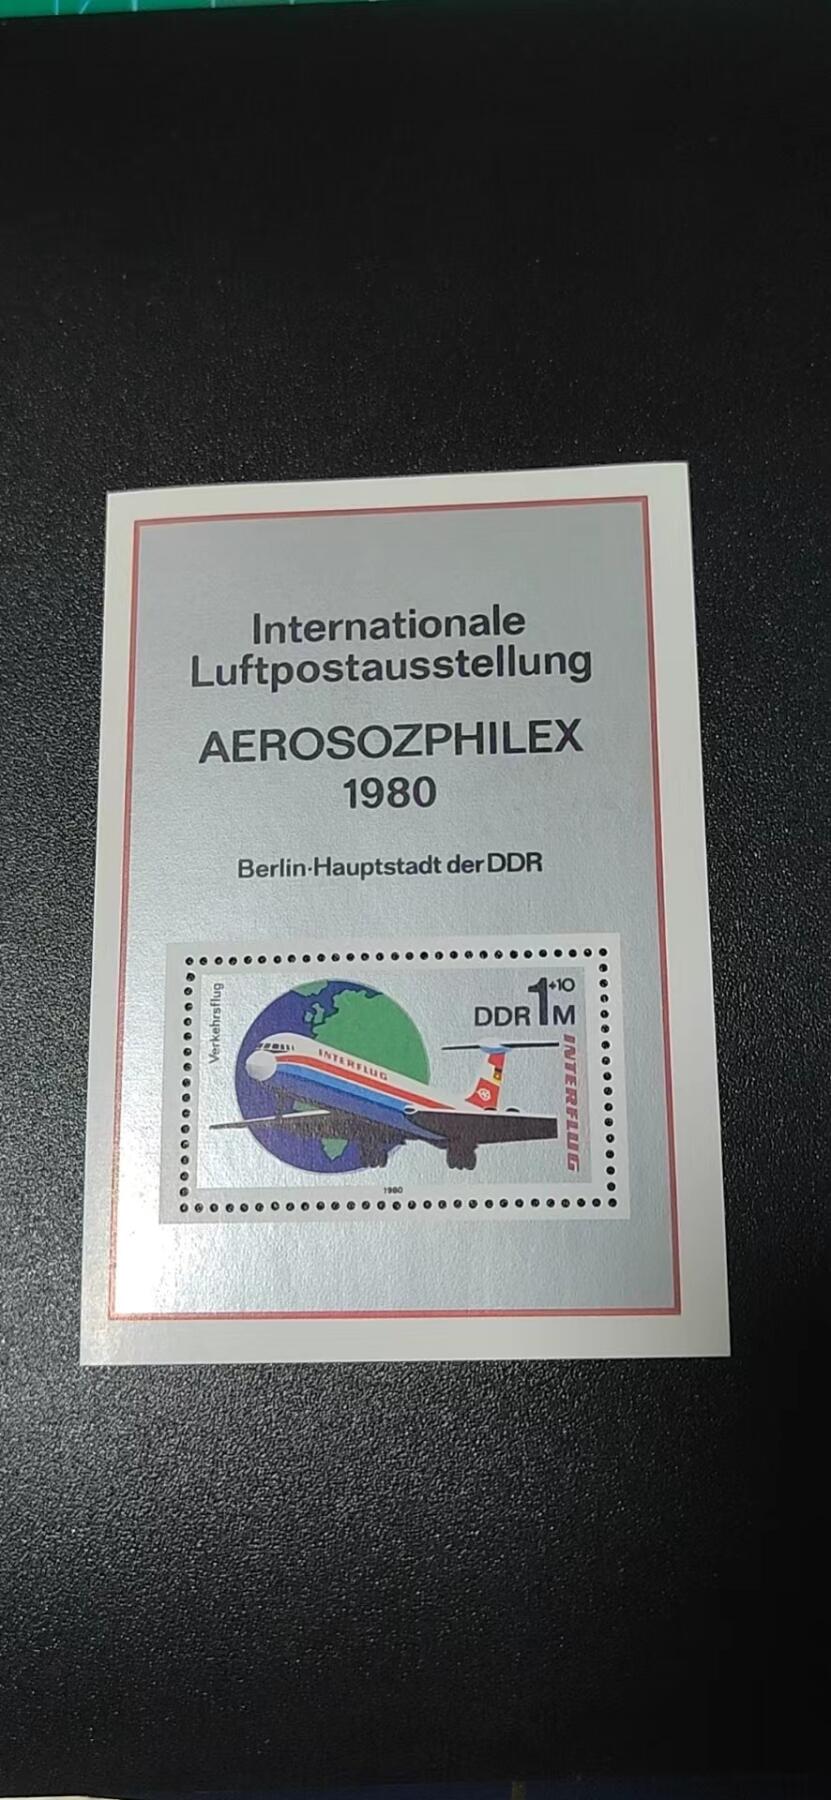 Internationale
Luftpostausstellung
AEROSOZPHILEX
1980
Berlin·Hauptstadt der DDR
Verkehrsflug
DDR 1 +10 M
INTERFLUG
INTERFLUG
1980